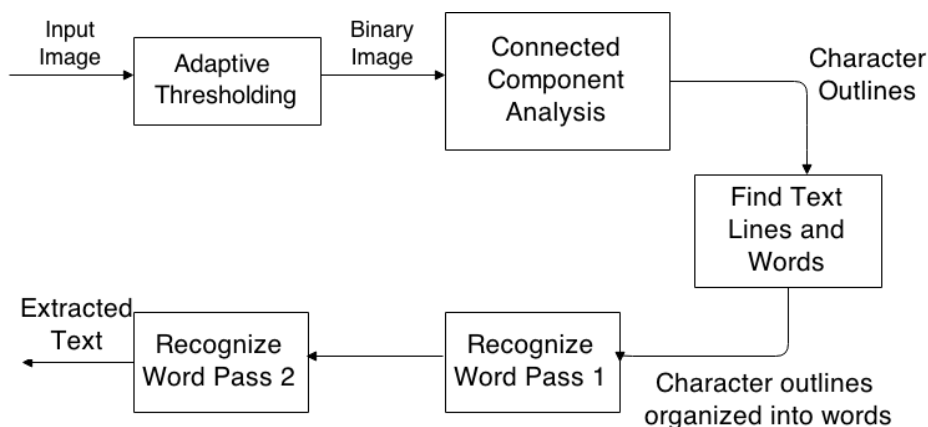 Input
Image
Adaptive
Thresholding
Binary
Image
Connected
Component
Analysis
Character
Outlines
Find Text
Lines and
Words
Character outlines
organized into words
Recognize
Word Pass 1
Recognize
Word Pass 2
Extracted
Text